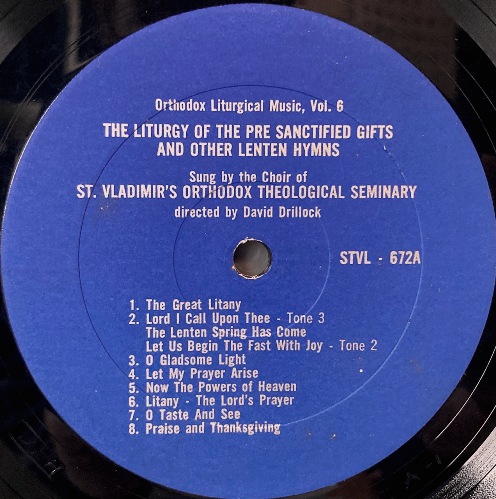 Orthodox Liturgical Music, Vol. 6
THE LITURGY OF THE PRE SANCTIFIED GIFTS
AND OTHER LENTEN HYMNS
Sung by the Choir of
ST. VLADIMIR'S ORTHODOX THEOLOGICAL SEMINARY
directed by David Drillock
STVL - 672A
1. The Great Litany
2. Lord I Call Upon Thee - Tone 3
The Lenten Spring Has Come
Let Us Begin The Fast With Joy - Tone 2
3. O Gladsome Light
4. Let My Prayer Arise
5. Now The Powers of Heaven
6. Litany - The Lord's Prayer
7. O Taste And See
8. Praise and Thanksgiving